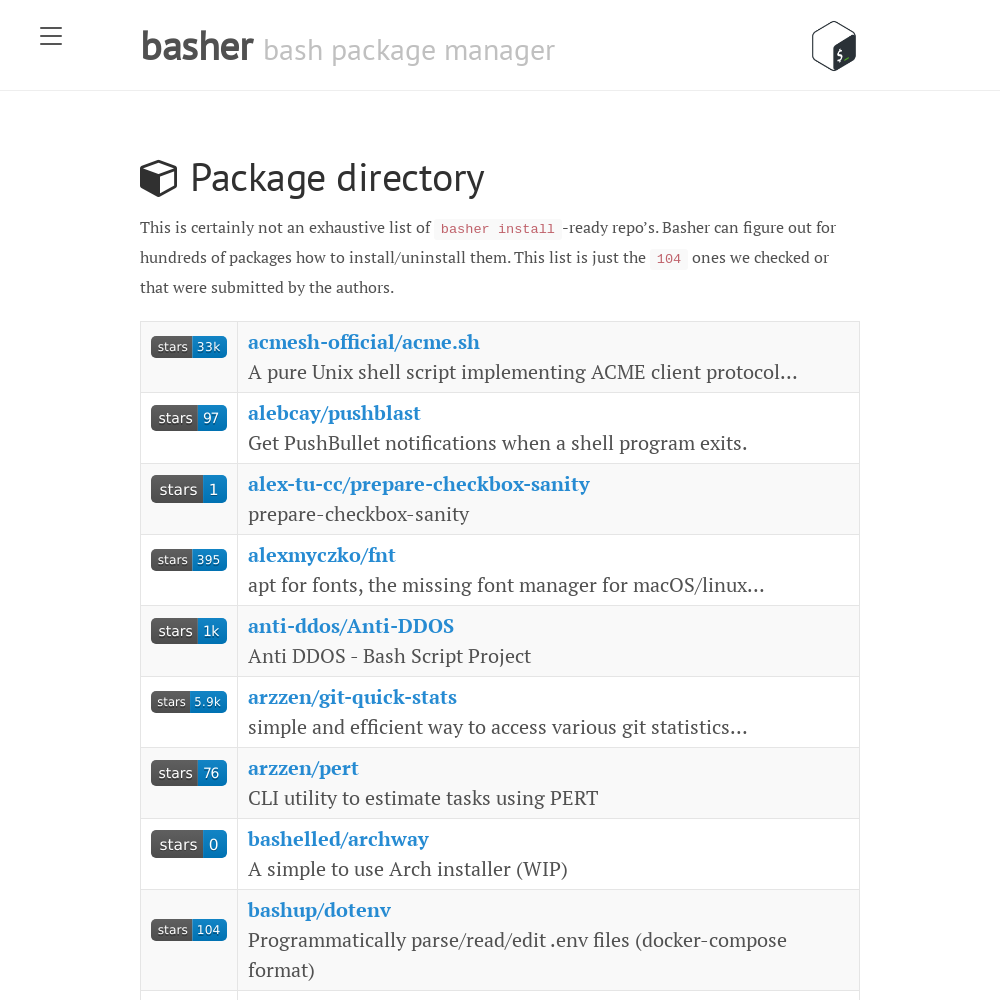 basher bash package manager
$_
Package directory
This is certainly not an exhaustive list of basher install -ready repo’s. Basher can figure out for
hundreds of packages how to install/uninstall them. This list is just the 104 ones we checked or
that were submitted by the authors.
stars 33k
acmesh-official/acme.sh
A pure Unix shell script implementing ACME client protocol…
stars 97
alebcay/pushblast
Get PushBullet notifications when a shell program exits.
stars 1
alex-tu-cc/prepare-checkbox-sanity
prepare-checkbox-sanity
stars 395
alexmyczko/fnt
apt for fonts, the missing font manager for macOS/linux…
stars 1k
anti-ddos/Anti-DDOS
Anti DDOS - Bash Script Project
stars 5.9k
arzzen/git-quick-stats
simple and efficient way to access various git statistics…
stars 76
arzzen/pert
CLI utility to estimate tasks using PERT
stars 0
bashelled/archway
A simple to use Arch installer (WIP)
stars 104
bashup/dotenv
Programmatically parse/read/edit .env files (docker-compose
format)